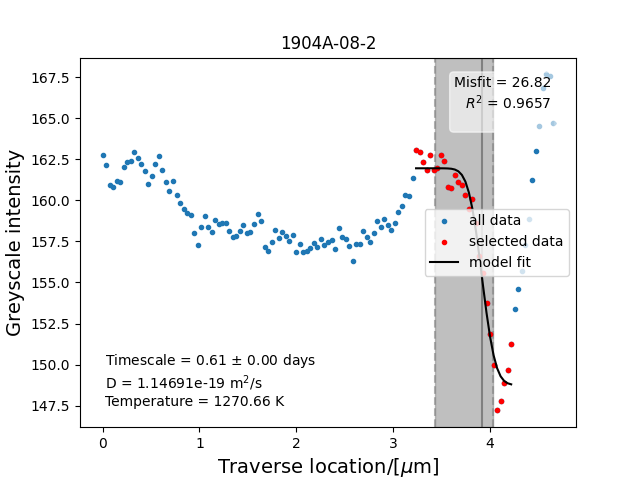 1904A-08-2
Misfit = 26.82
R² = 0.9657
all data
selected data
model fit
Timescale = 0.61 ± 0.00 days
D = 1.14691e-19 m²/s
Temperature = 1270.66 K
Greyscale intensity
167.5
165.0
162.5
160.0
157.5
155.0
152.5
150.0
147.5
0 1 2 3 4
Traverse location/[μm]